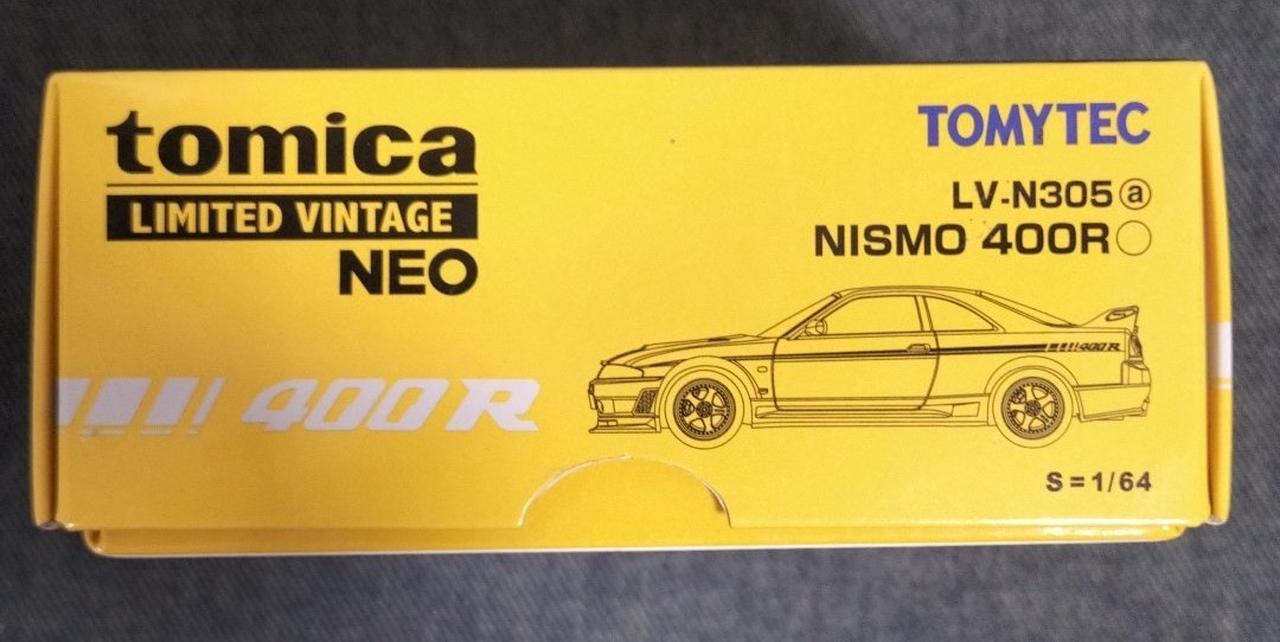 tomica
LIMITED VINTAGE
NEO
TOMYTEC
LV-N305ⓐ
NISMO 400R○
400R
400R
S=1/64